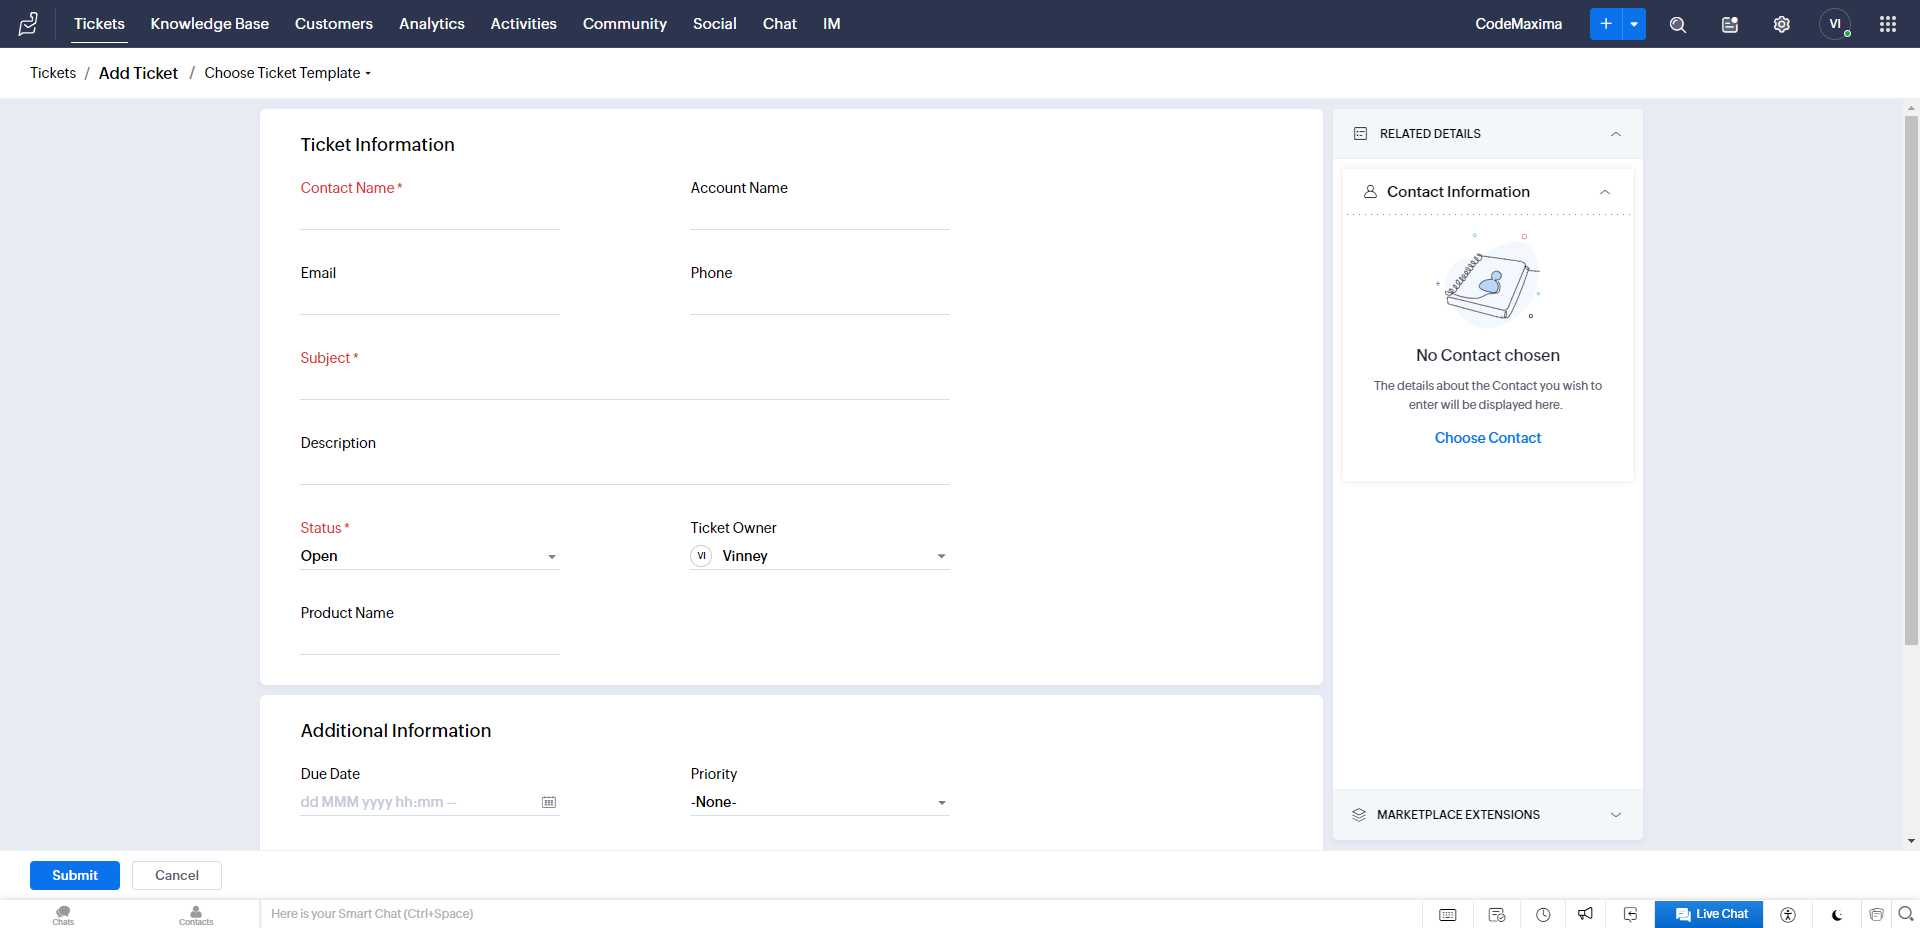 Tickets Knowledge Base Customers Analytics Activities Community Social Chat IM CodeMaxima VI
Tickets / Add Ticket / Choose Ticket Template
Ticket Information
Contact Name *
Account Name
Email
Phone
Subject *
Description
Status *
Open
Ticket Owner
VI Vinney
Product Name
Additional Information
Due Date
dd MMM yyyy hh:mm --
Priority
-None-
RELATED DETAILS
Contact Information
No Contact chosen
The details about the Contact you wish to
enter will be displayed here.
Choose Contact
MARKETPLACE EXTENSIONS
Submit Cancel
Chats Contacts Here is your Smart Chat (Ctrl+Space) Live Chat